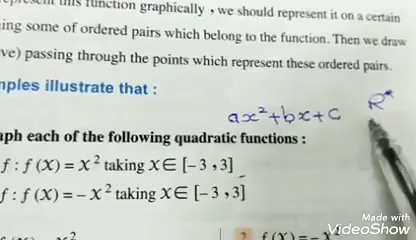 represent this function graphically , we should represent it on a certain
ing some of ordered pairs which belong to the function. Then we draw
ve) passing through the points which represent these ordered pairs.
mples illustrate that :
ax²+bx+c R*
aph each of the following quadratic functions :
f : f (X) = X² taking X ∈ [-3 , 3]
f : f (X) = - X² taking X ∈ [-3 , 3]
2 f(X) = - X²
Made with
VideoShow